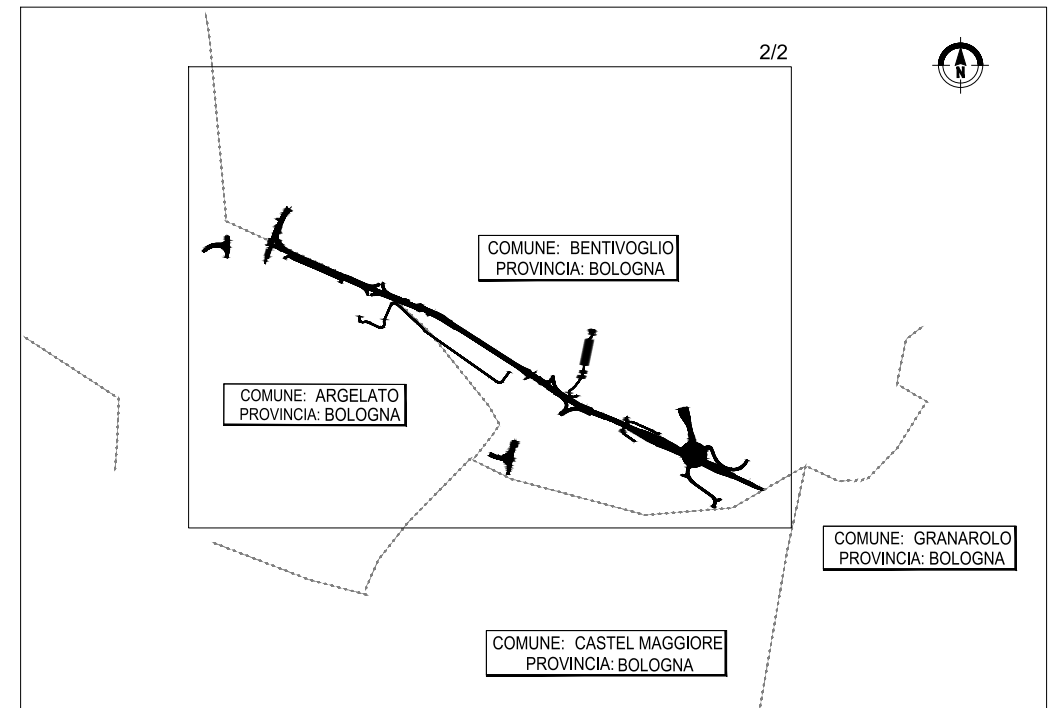 2/2
N
COMUNE: BENTIVOGLIO
PROVINCIA: BOLOGNA
COMUNE: ARGELATO
PROVINCIA: BOLOGNA
COMUNE: GRANAROLO
PROVINCIA: BOLOGNA
COMUNE: CASTEL MAGGIORE
PROVINCIA: BOLOGNA